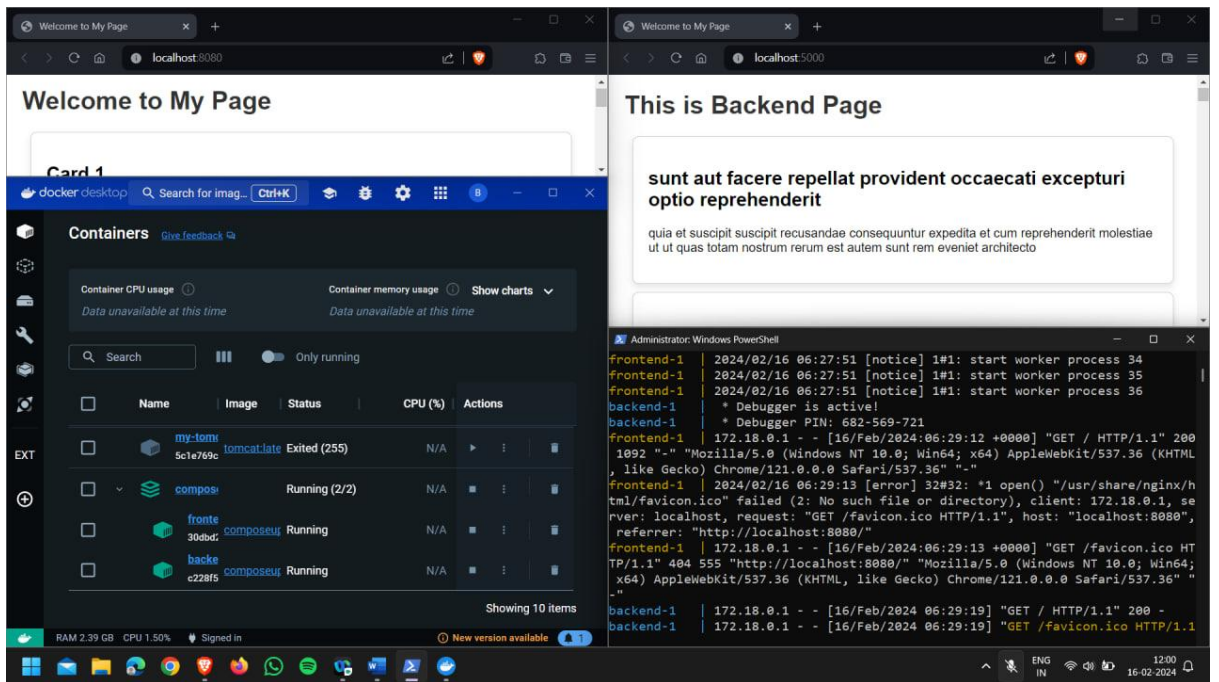 Welcome to My Page
localhost:8080
Welcome to My Page
Card 1
Welcome to My Page
localhost:5000
This is Backend Page
sunt aut facere repellat provident occaecati excepturi
optio reprehenderit
quia et suscipit suscipit recusandae consequuntur expedita et cum reprehenderit molestiae
ut ut quas totam nostrum rerum est autem sunt rem eveniet architecto
docker desktop
Search for imag... Ctrl+K
B
Containers Give feedback
Container CPU usage
Data unavailable at this time
Container memory usage
Data unavailable at this time
Show charts
Search
Only running
Name Image Status CPU (%) Actions
my-tomc
5c1e769c tomcat:late Exited (255) N/A
compose Running (2/2) N/A
fronte
30dbd2 composeup Running N/A
backe
c228f5 composeup Running N/A
Showing 10 items
EXT
RAM 2.39 GB CPU 1.50% Signed in New version available 1
Administrator: Windows PowerShell
frontend-1 | 2024/02/16 06:27:51 [notice] 1#1: start worker process 34
frontend-1 | 2024/02/16 06:27:51 [notice] 1#1: start worker process 35
frontend-1 | 2024/02/16 06:27:51 [notice] 1#1: start worker process 36
backend-1 | * Debugger is active!
backend-1 | * Debugger PIN: 682-569-721
frontend-1 | 172.18.0.1 - - [16/Feb/2024:06:29:12 +0000] "GET / HTTP/1.1" 200
1092 "-" "Mozilla/5.0 (Windows NT 10.0; Win64; x64) AppleWebKit/537.36 (KHTML
, like Gecko) Chrome/121.0.0.0 Safari/537.36" "-"
frontend-1 | 2024/02/16 06:29:13 [error] 32#32: *1 open() "/usr/share/nginx/h
tml/favicon.ico" failed (2: No such file or directory), client: 172.18.0.1, se
rver: localhost, request: "GET /favicon.ico HTTP/1.1", host: "localhost:8080",
referrer: "http://localhost:8080/"
frontend-1 | 172.18.0.1 - - [16/Feb/2024:06:29:13 +0000] "GET /favicon.ico HT
TP/1.1" 404 555 "http://localhost:8080/" "Mozilla/5.0 (Windows NT 10.0; Win64;
x64) AppleWebKit/537.36 (KHTML, like Gecko) Chrome/121.0.0.0 Safari/537.36" "
-"
backend-1 | 172.18.0.1 - - [16/Feb/2024 06:29:19] "GET / HTTP/1.1" 200 -
backend-1 | 172.18.0.1 - - [16/Feb/2024 06:29:19] "GET /favicon.ico HTTP/1.1
ENG
IN
12:00
16-02-2024